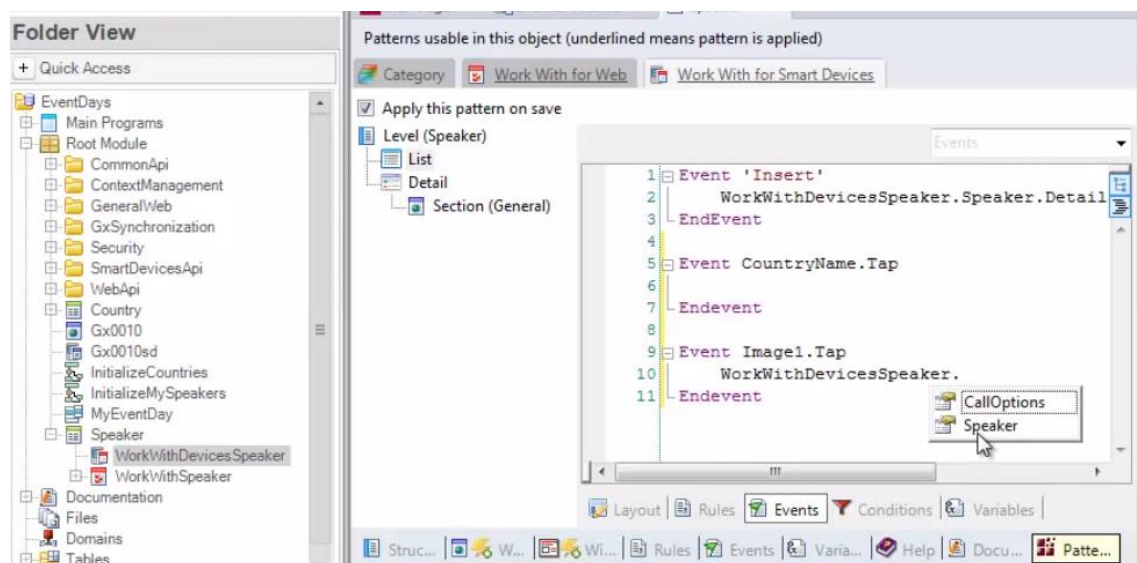 Folder View
+ Quick Access
EventDays
Main Programs
Root Module
CommonApi
ContextManagement
GeneralWeb
GxSynchronization
Security
SmartDevicesApi
WebApi
Country
Gx0010
Gx0010sd
InitializeCountries
InitializeMySpeakers
MyEventDay
Speaker
WorkWithDevicesSpeaker
WorkWithSpeaker
Documentation
Files
Domains
Tables
Patterns usable in this object (underlined means pattern is applied)
Category Work With for Web Work With for Smart Devices
Apply this pattern on save
Level (Speaker)
List
Detail
Section (General)
Events
1 Event 'Insert'
2 WorkWithDevicesSpeaker.Speaker.Detail
3 EndEvent
4
5 Event CountryName.Tap
6
7 Endevent
8
9 Event Image1.Tap
10 WorkWithDevicesSpeaker.
11 Endevent
CallOptions
Speaker
Layout Rules Events Conditions Variables
Struc... W... Wi... Rules Events Varia... Help Docu... Patte...